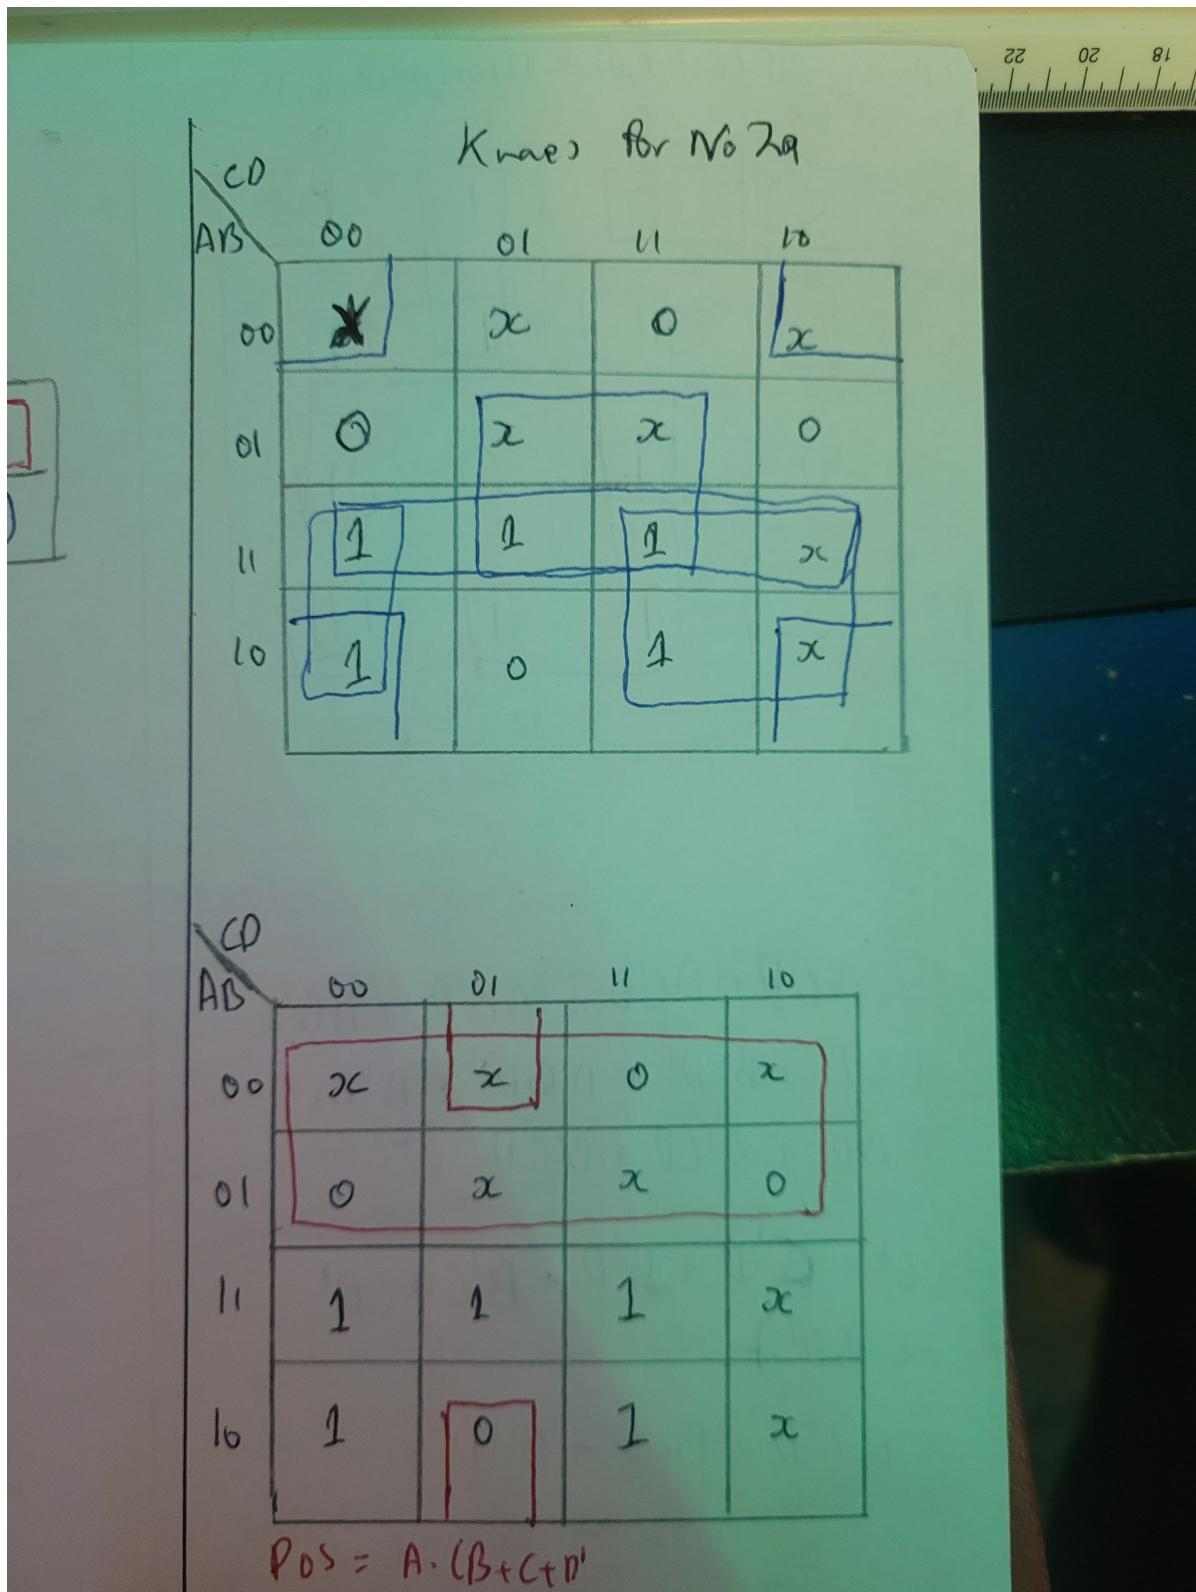 22 20 18
Kmaes for No 2a
CD
AB 00 01 11 10
00 x x 0 x
01 0 x x 0
11 1 1 1 x
10 1 0 1 x
CD
AB 00 01 11 10
00 x x 0 x
01 0 x x 0
11 1 1 1 x
10 1 0 1 x
POS = A. (B+C+D'